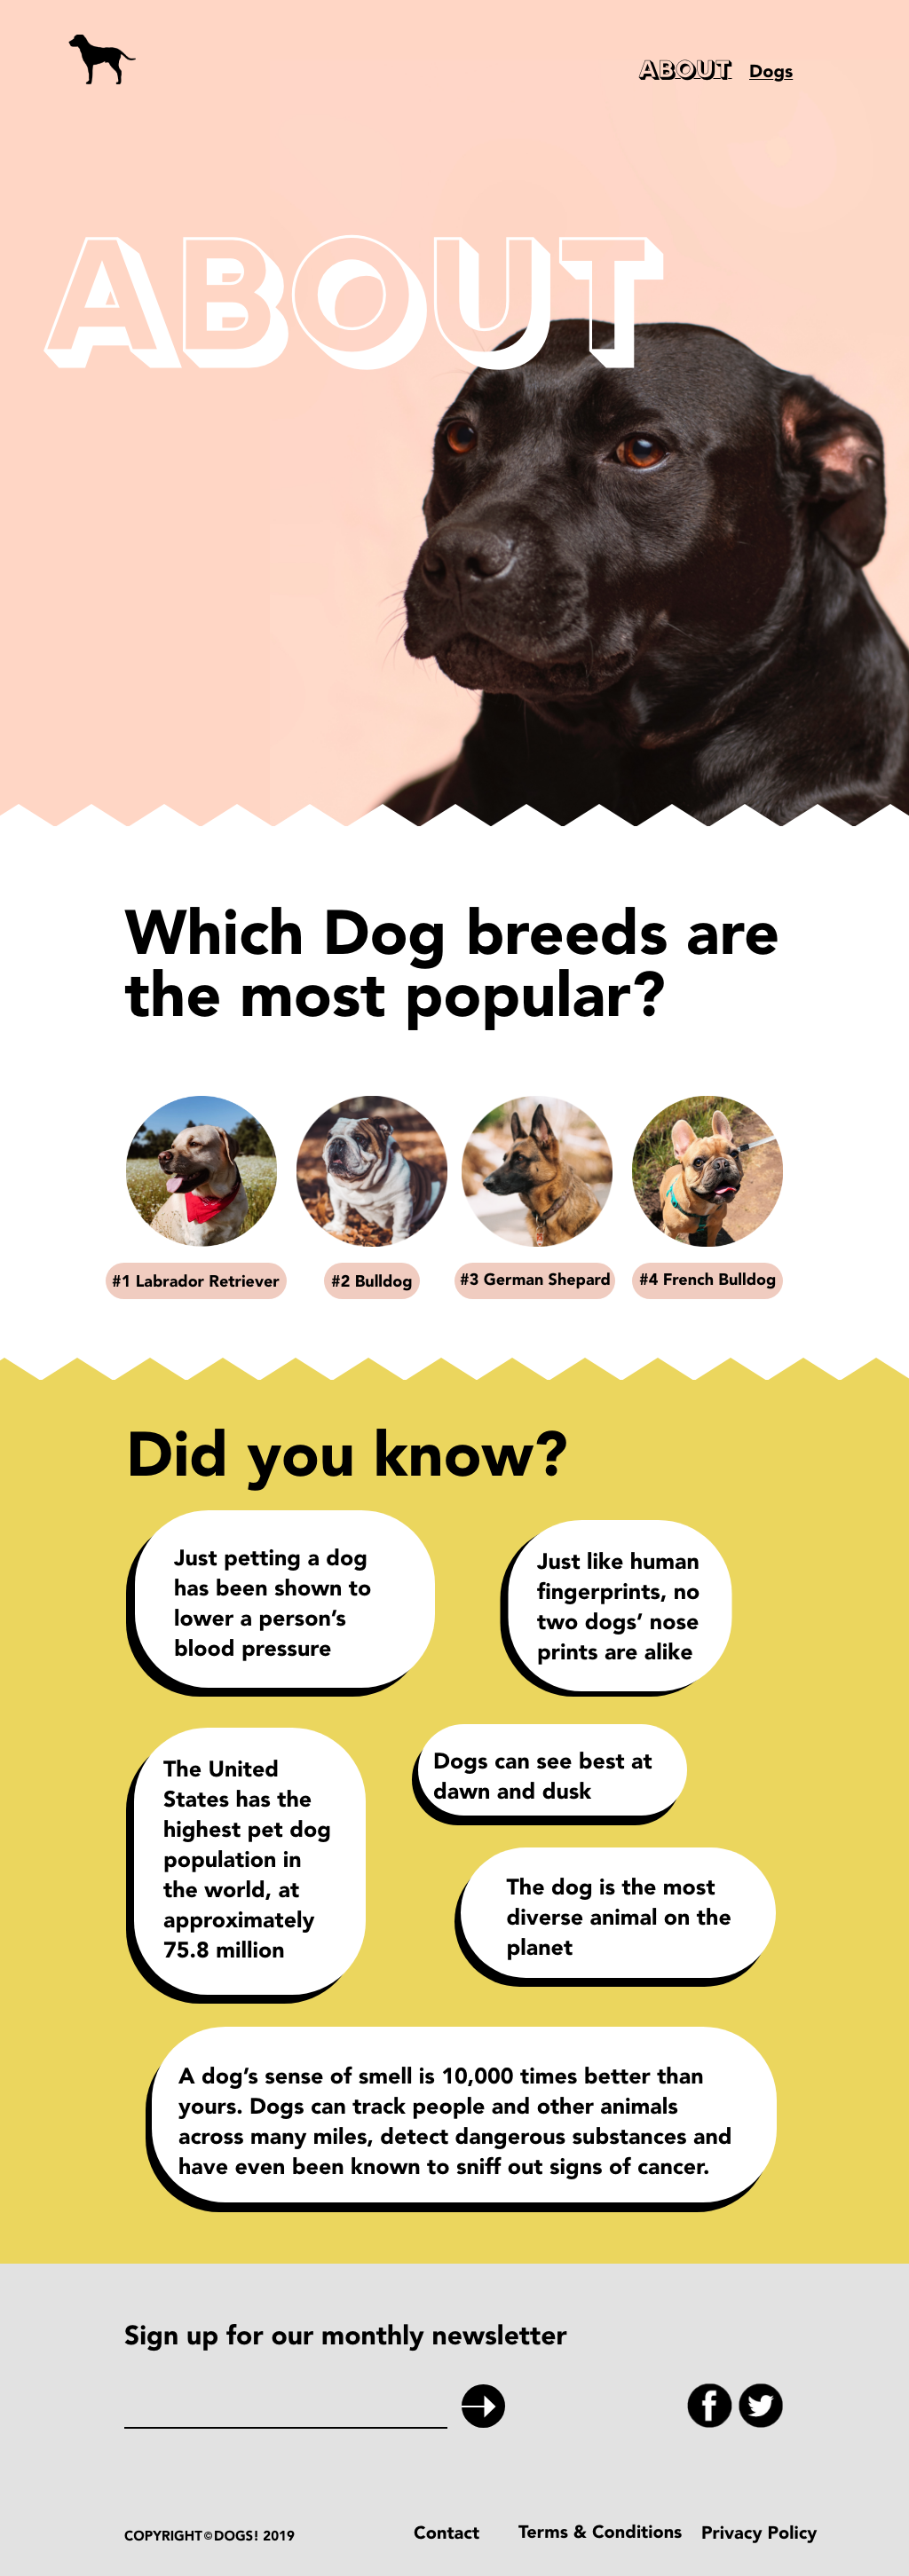 ABOUT Dogs
ABOUT
Which Dog breeds are
the most popular?
#1 Labrador Retriever #2 Bulldog #3 German Shepard #4 French Bulldog
Did you know?
Just petting a dog
has been shown to
lower a person’s
blood pressure
Just like human
fingerprints, no
two dogs’ nose
prints are alike
The United
States has the
highest pet dog
population in
the world, at
approximately
75.8 million
Dogs can see best at
dawn and dusk
The dog is the most
diverse animal on the
planet
A dog’s sense of smell is 10,000 times better than
yours. Dogs can track people and other animals
across many miles, detect dangerous substances and
have even been known to sniff out signs of cancer.
Sign up for our monthly newsletter
COPYRIGHT©DOGS! 2019 Contact Terms & Conditions Privacy Policy